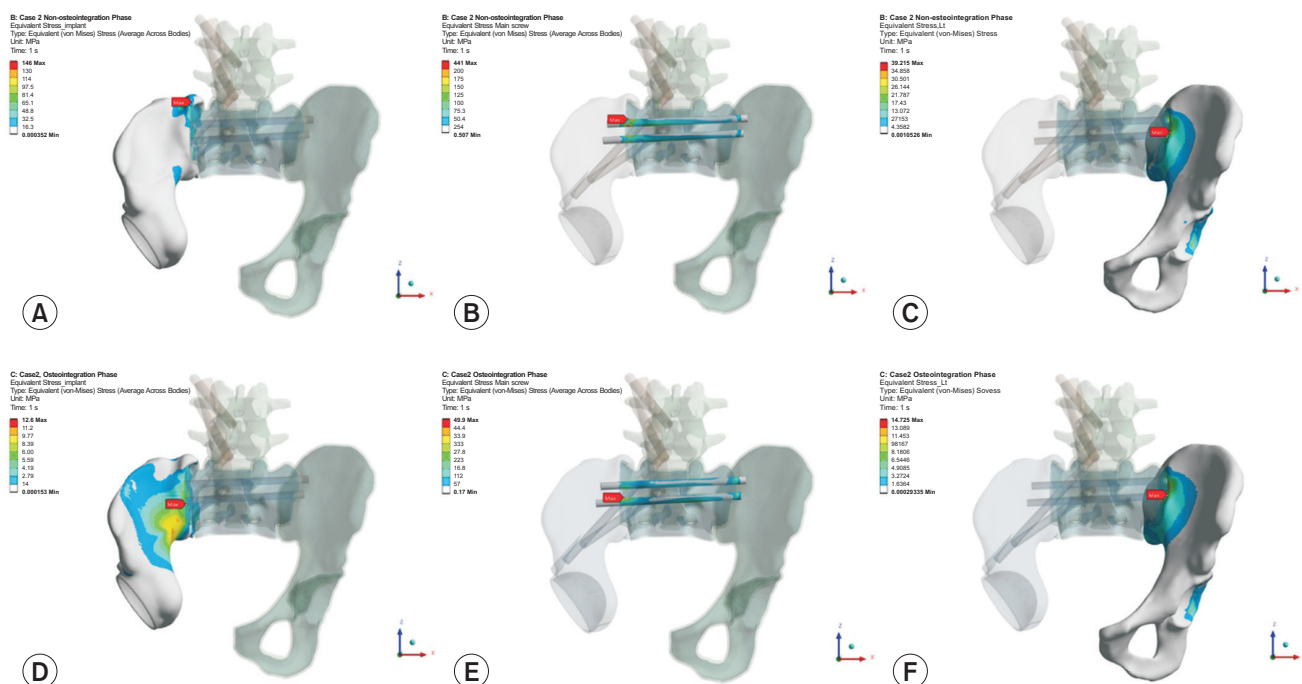 B: Case 2 Non-osteointegration Phase
Equivalent Stress_implant
Type: Equivalent (von Mises) Stress (Average Across Bodies)
Unit: MPa
Time: 1 s
146 Max
130
114
97.5
81.4
65.1
48.8
32.5
16.3
0.000352 Min
Max
A
B: Case 2 Non-osteointegration Phase
Equivalent Stress Main screw
Type: Equivalent (von Mises) Stress (Average Across Bodies)
Unit: MPa
Time: 1 s
441 Max
200
175
150
125
100
75.3
50.4
254
0.507 Min
Max
Z
X
B
B: Case 2 Non-esteointegration Phase
Equivalent Stress,Lt
Type: Equivalent (von-Mises) Stress
Unit: MPa
Time: 1 s
39.215 Max
34.858
30.501
26.144
21.787
17.43
13.072
27153
4.3582
0.0010526 Min
Max
Z
X
C
C: Case2, Osteointegration Phase
Equivalent Stress_implant
Type: Equivalent (von-Mises) Stress (Average Across Bodies)
Unit: MPa
Time: 1 s
12.6 Max
11.2
9.77
8.39
6.00
5.59
4.19
2.79
14
0.000153 Min
Max
Z
X
D
C: Case2 Osteointegration Phase
Equivalent Stress Main screw
Type: Equivalent (von-Mises) Stress (Average Across Bodies)
Unit: MPa
Time: 1 s
49.9 Max
44.4
33.9
333
27.8
223
16.8
112
57
0.17 Min
Max
Z
X
E
C: Case2 Osteointegration Phase
Equivalent Stress_Lt
Type: Equivalent (von-Mises) Sovess
Unit: MPa
Time: 1 s
14.725 Max
13.089
11.453
98167
8.1806
6.5446
4.9085
3.2724
1.6364
0.00029335 Min
Max
Z
F